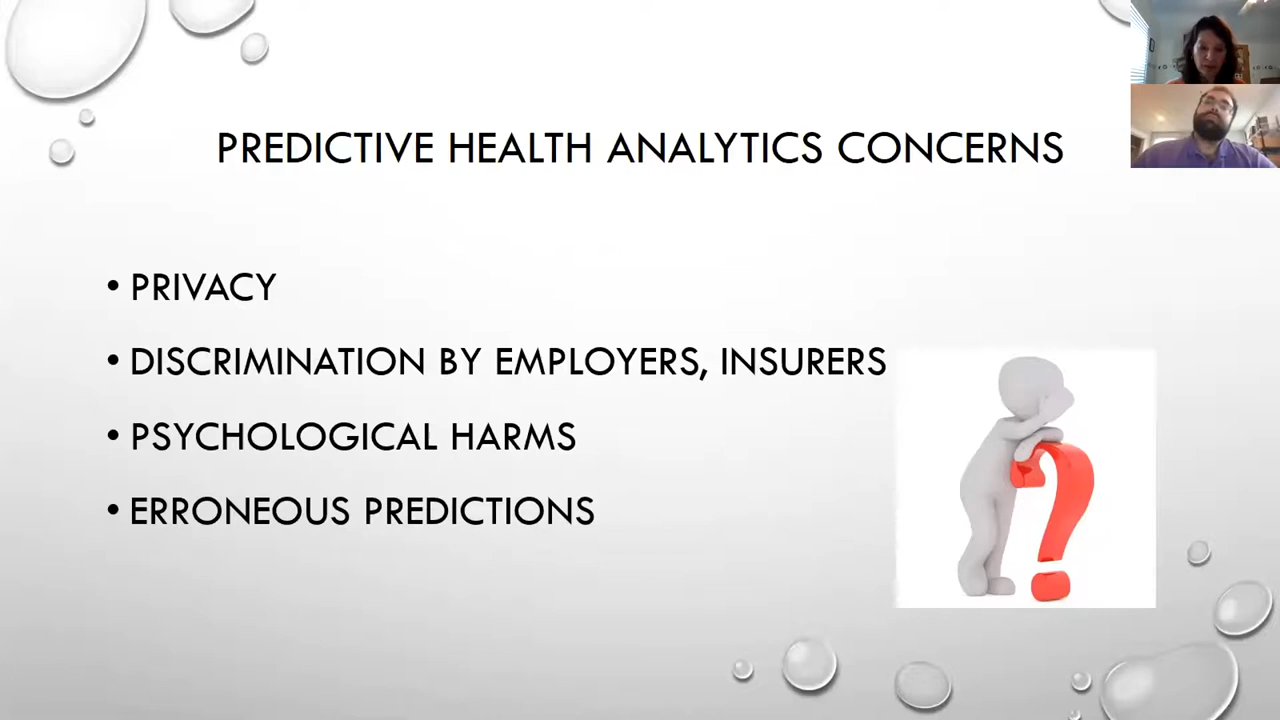 PREDICTIVE HEALTH ANALYTICS CONCERNS
• PRIVACY
• DISCRIMINATION BY EMPLOYERS, INSURERS
• PSYCHOLOGICAL HARMS
• ERRONEOUS PREDICTIONS